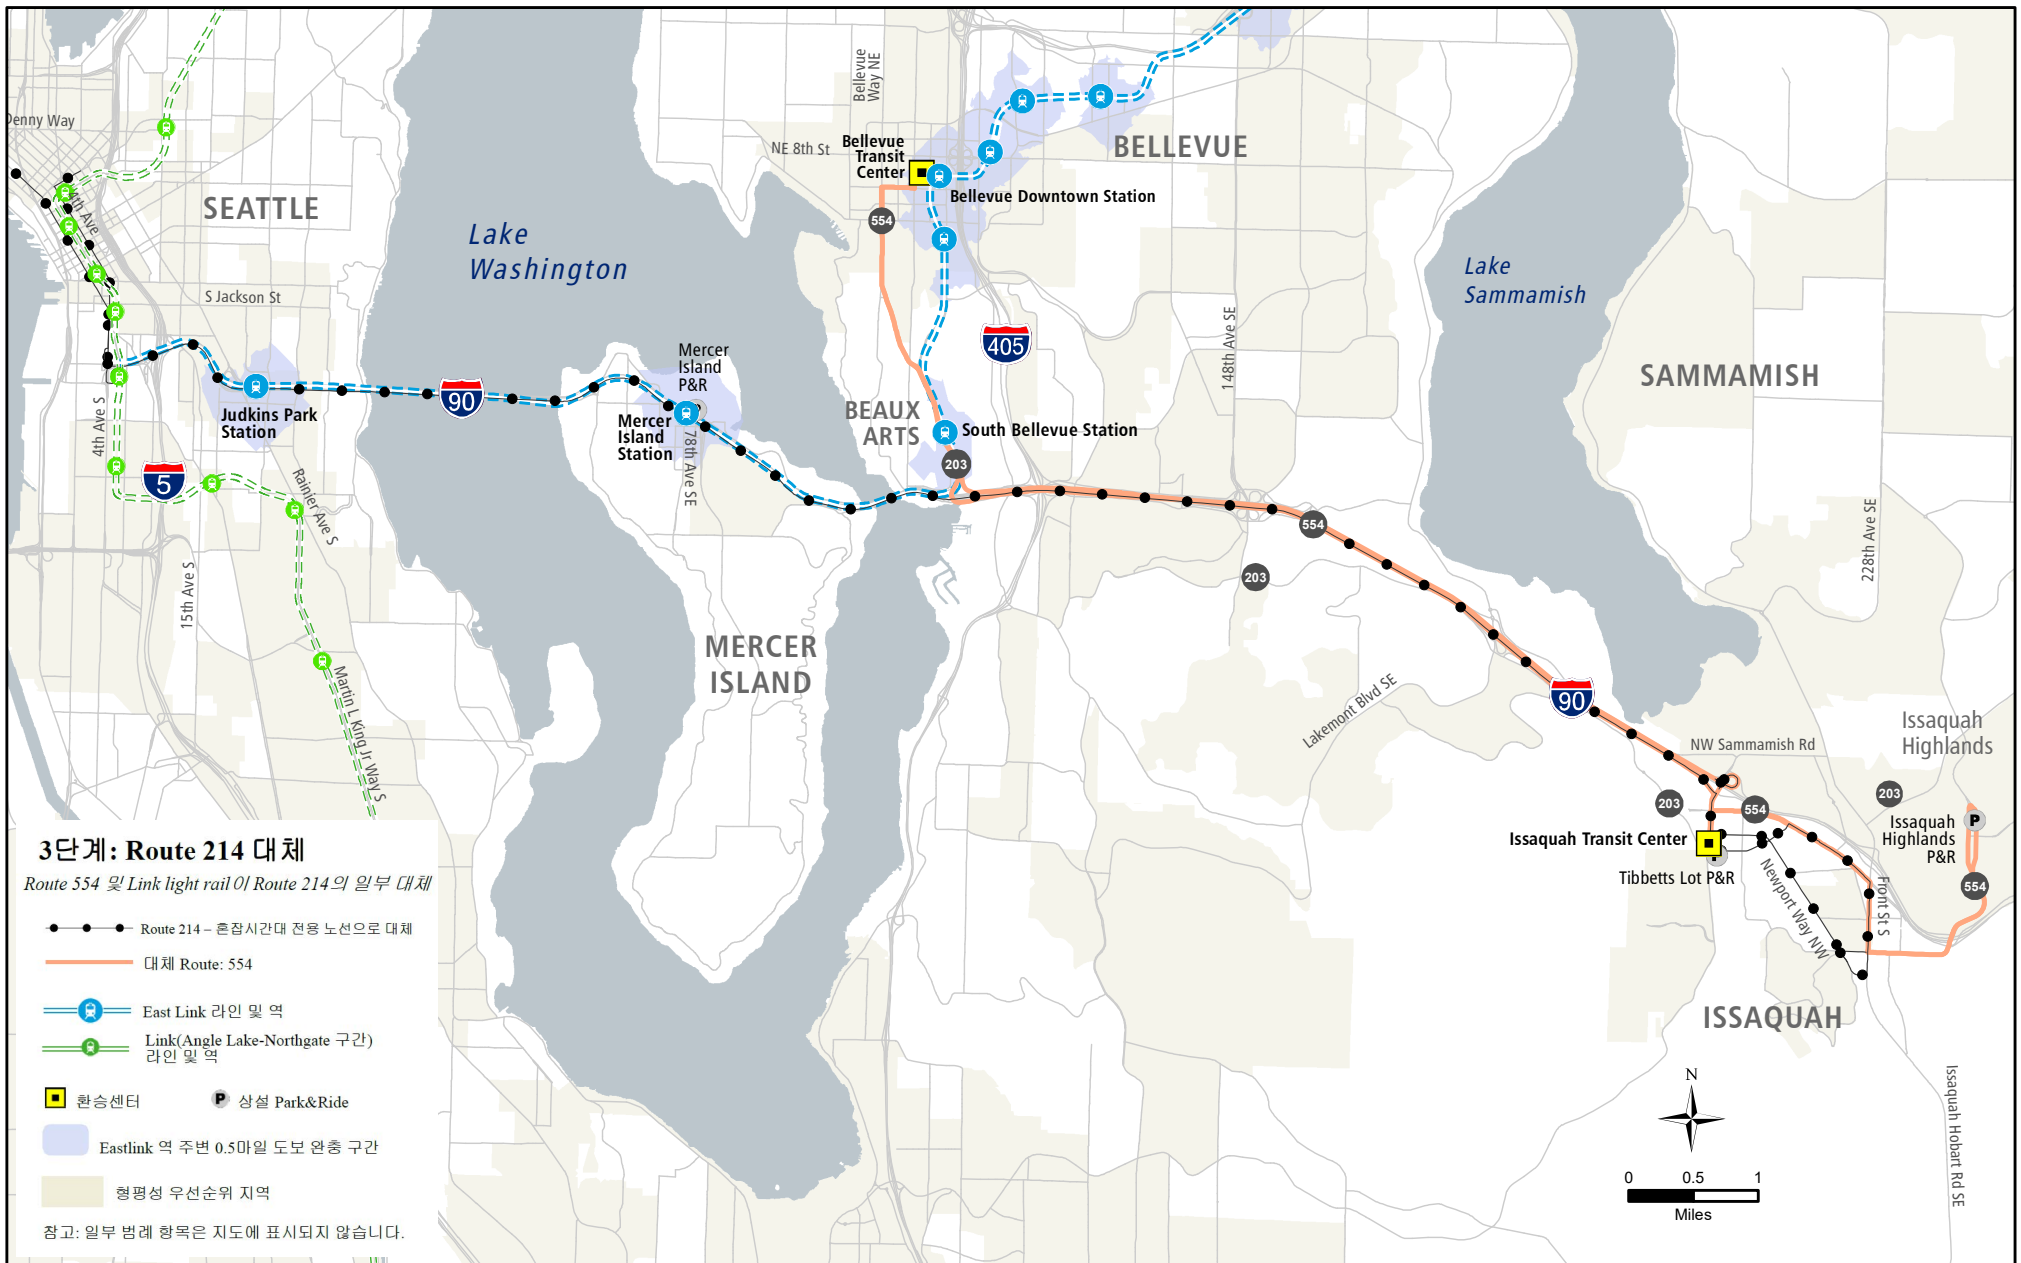 Denny Way
SEATTLE
4th Ave
S Jackson St
Judkins Park
Station
4th Ave S
5
Rainier Ave S
15th Ave S
Martin L King Jr Way S
Lake
Washington
90
Mercer
Island
P&R
Mercer
Island
Station
78th Ave SE
MERCER
ISLAND
Bellevue
Way NE
NE 8th St
Bellevue
Transit
Center
BELLEVUE
Bellevue Downtown Station
554
405
148th Ave SE
BEAUX
ARTS
South Bellevue Station
203
Lake
Sammamish
SAMMAMISH
228th Ave SE
554
203
Lakemont Blvd SE
90
NW Sammamish Rd
Issaquah
Highlands
203
203
554
Issaquah
Highlands
P&R
P
Issaquah Transit Center
Tibbetts Lot P&R
554
Newport Way NW
Front St S
ISSAQUAH
Issaquah Hobart Rd SE
N
0 0.5 1
Miles
3단계: Route 214 대체
Route 554 및 Link light rail이 Route 214의 일부 대체
Route 214 – 혼잡시간대 전용 노선으로 대체
대체 Route: 554
East Link 라인 및 역
Link(Angle Lake-Northgate 구간)
라인 및 역
환승센터
P 상설 Park&Ride
Eastlink 역 주변 0.5마일 도보 완충 구간
형평성 우선순위 지역
참고: 일부 범례 항목은 지도에 표시되지 않습니다.